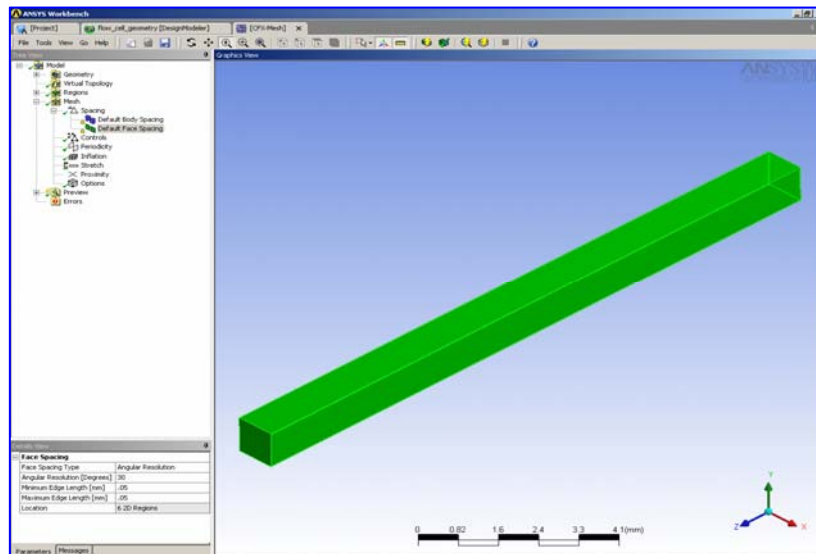 ANSYS Workbench
[Project] flow_cell_geometry [DesignModeler] [CFX-Mesh]
File Tools View Go Help
Tree View
Graphics View
ANSYS
Model
Geometry
Virtual Topology
Regions
Mesh
Spacing
Default Body Spacing
Default Face Spacing
Controls
Periodicity
Inflation
Stretch
Proximity
Options
Preview
Errors
Details View
Face Spacing
Face Spacing Type Angular Resolution
Angular Resolution [Degrees] 30
Minimum Edge Length [mm] .05
Maximum Edge Length [mm] .05
Location 6 2D Regions
Parameters Messages
0 0.82 1.6 2.4 3.3 4.1(mm)
Y
Z X